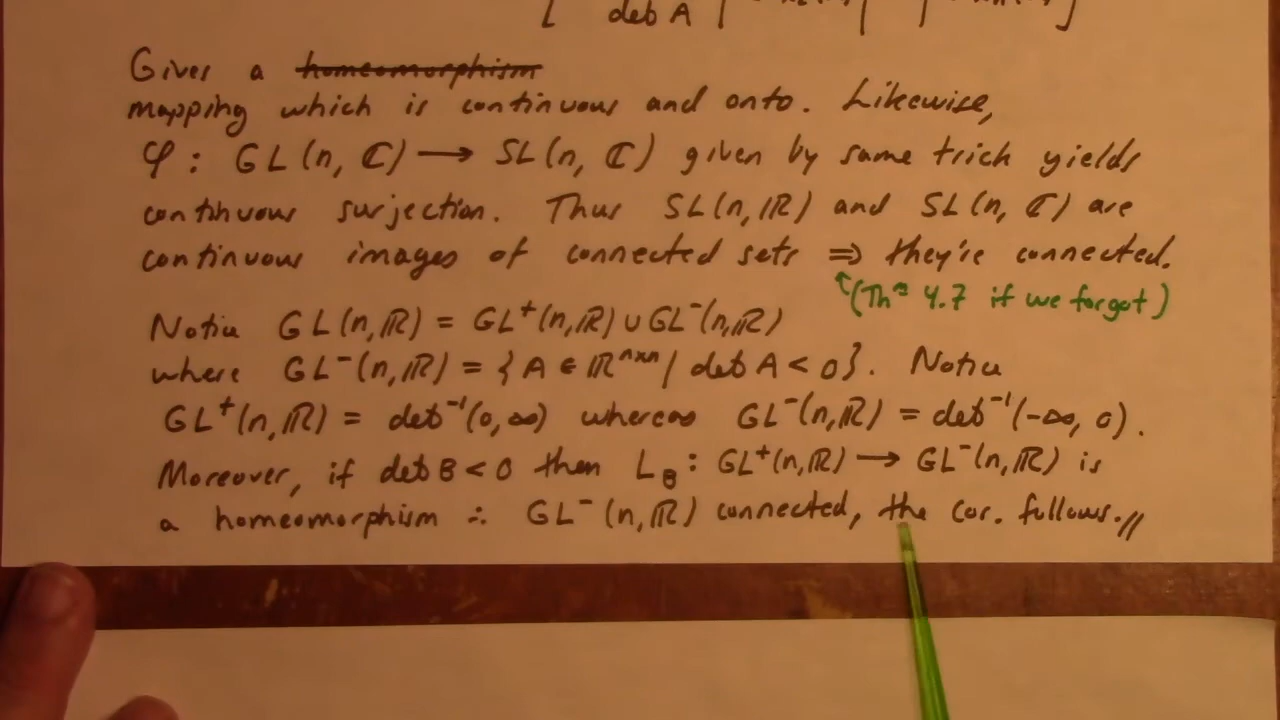 det A
Gives a homeomorphism
mapping which is continuous and onto. Likewise,
φ : GL(n, ℂ) → SL(n, ℂ) given by same trick yields
continuous surjection. Thus SL(n, ℝ) and SL(n, ℂ) are
continuous images of connected sets ⇒ they're connected.
↑(Thm 4.7 if we forgot)
Notice GL(n, ℝ) = GL⁺(n, ℝ) ∪ GL⁻(n, ℝ)
where GL⁻(n, ℝ) = { A ∈ ℝⁿˣⁿ | det A < 0 }. Notice
GL⁺(n, ℝ) = det⁻¹(0, ∞) whereas GL⁻(n, ℝ) = det⁻¹(-∞, 0).
Moreover, if det B < 0 then L_B : GL⁺(n, ℝ) → GL⁻(n, ℝ) is
a homeomorphism ∴ GL⁻(n, ℝ) connected, the cor. follows.//